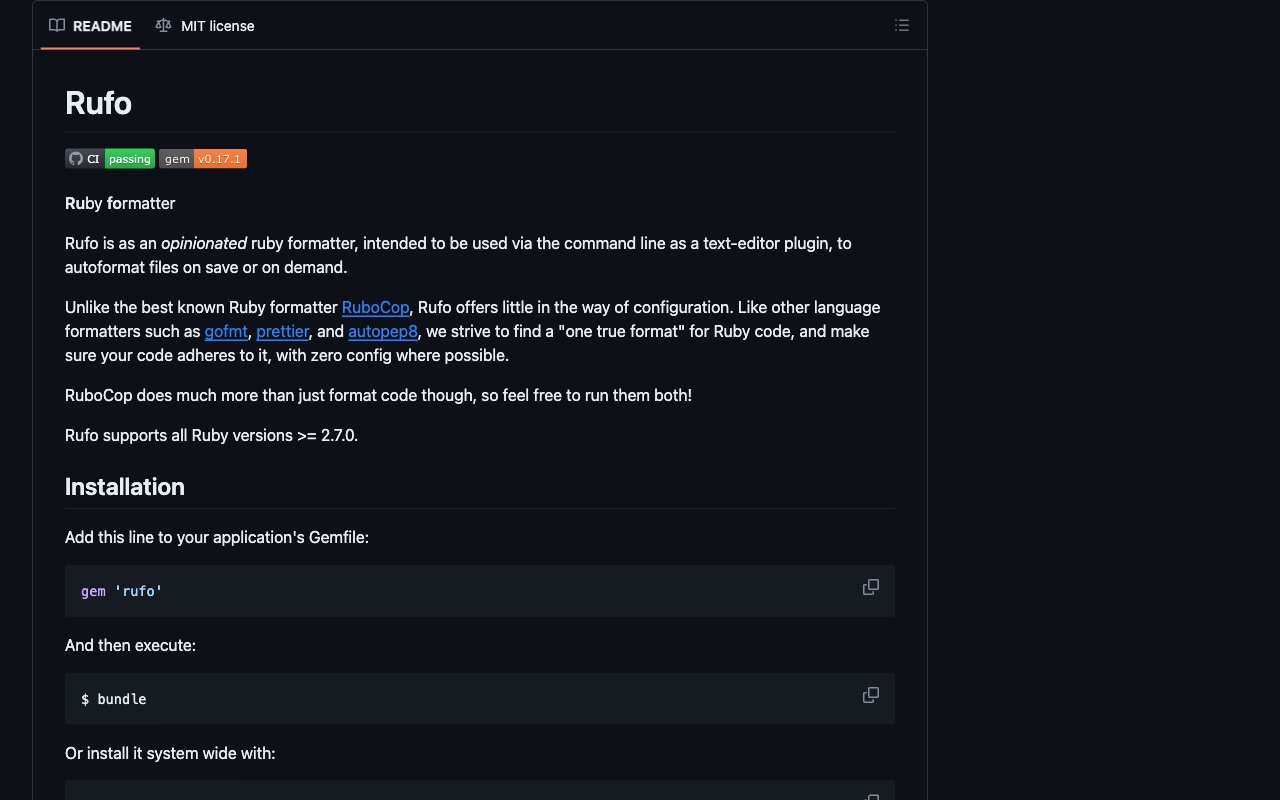 README
MIT license
Rufo
CI passing gem v0.17.1
Ruby formatter
Rufo is as an opinionated ruby formatter, intended to be used via the command line as a text-editor plugin, to
autoformat files on save or on demand.
Unlike the best known Ruby formatter RuboCop, Rufo offers little in the way of configuration. Like other language
formatters such as gofmt, prettier, and autopep8, we strive to find a "one true format" for Ruby code, and make
sure your code adheres to it, with zero config where possible.
RuboCop does much more than just format code though, so feel free to run them both!
Rufo supports all Ruby versions >= 2.7.0.
Installation
Add this line to your application's Gemfile:
gem 'rufo'
And then execute:
$ bundle
Or install it system wide with: